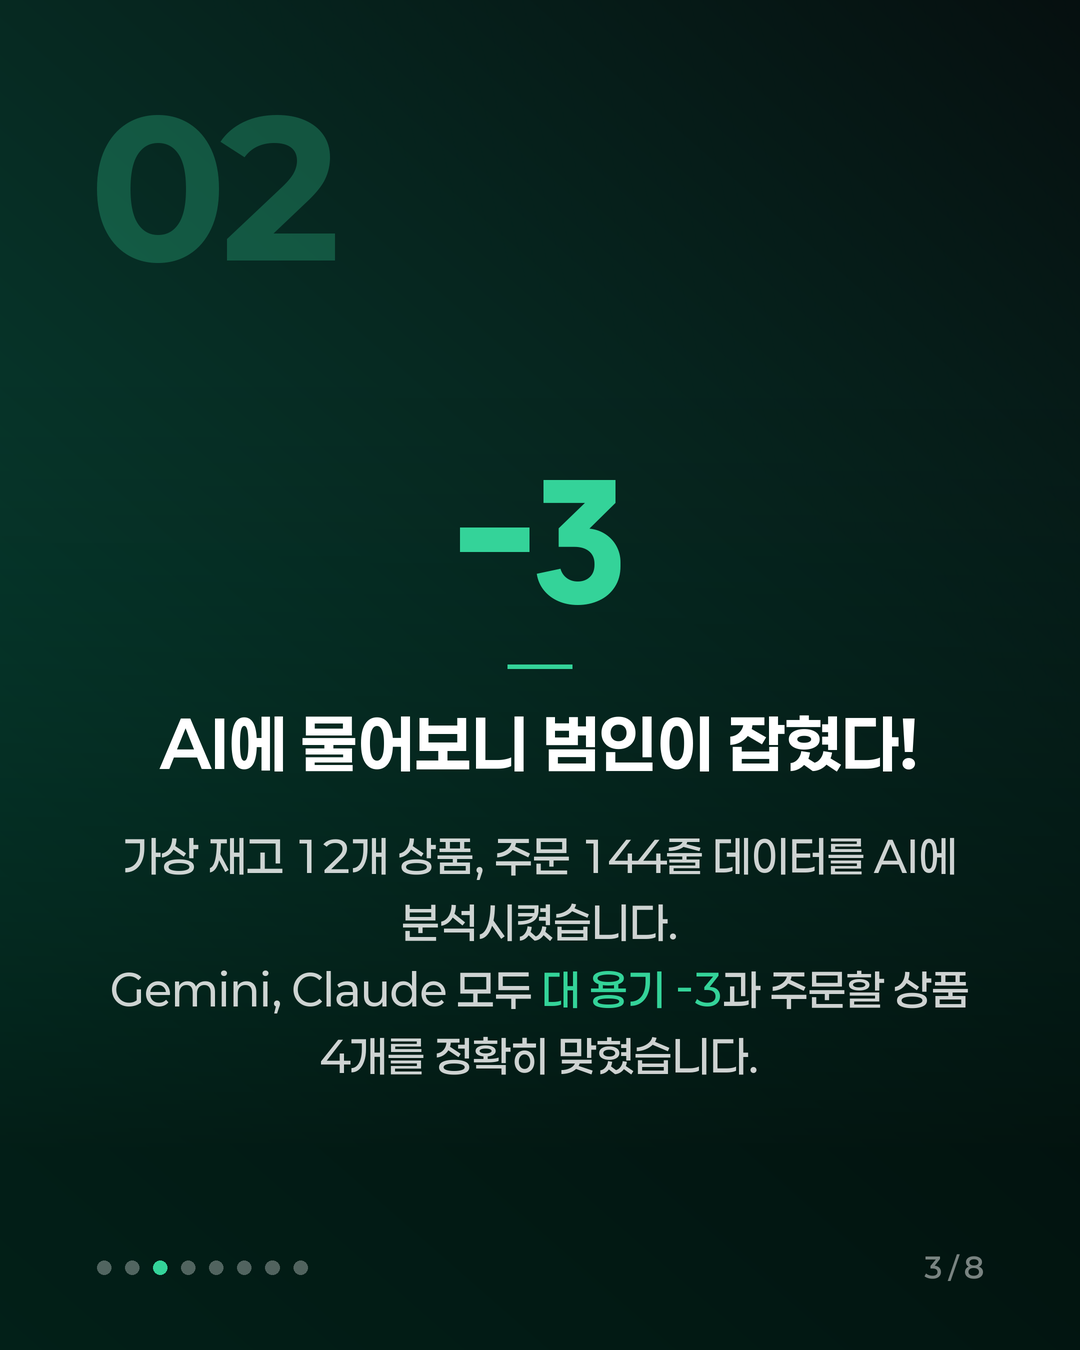 02
-3
AI에 물어보니 범인이 잡혔다!
가상 재고 12개 상품, 주문 144줄 데이터를 AI에
분석시켰습니다.
Gemini, Claude 모두 대 용기 -3과 주문할 상품
4개를 정확히 맞혔습니다.
3/8